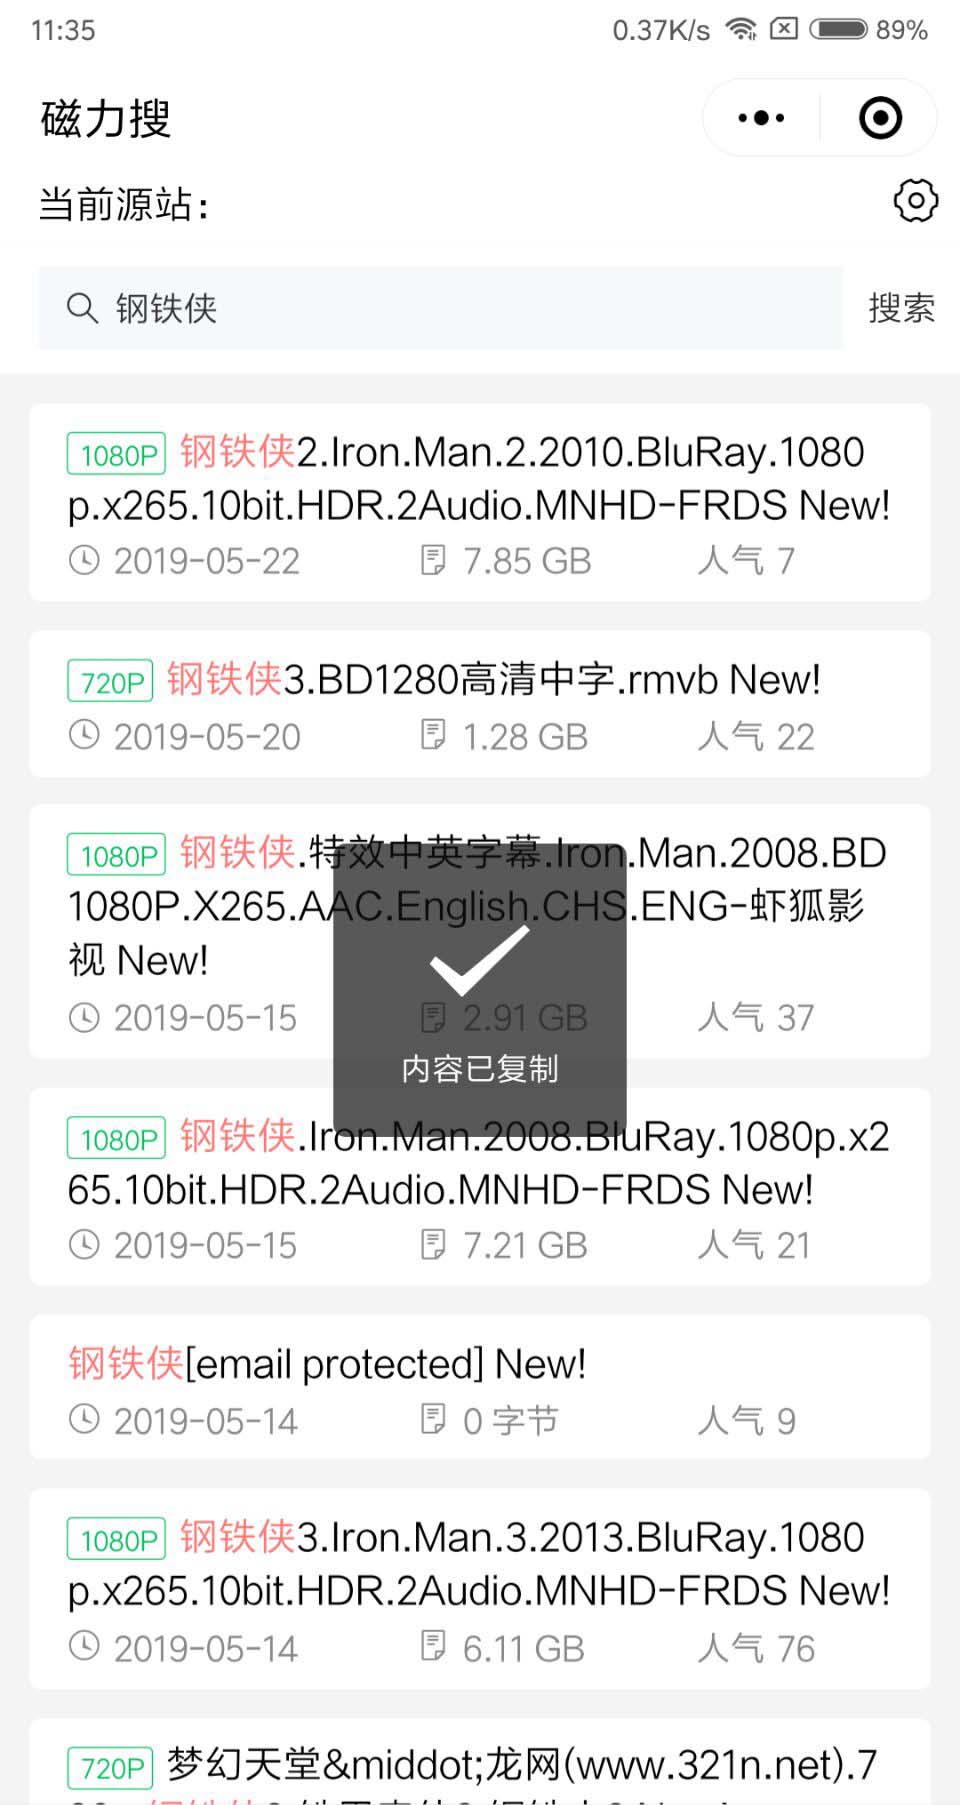 11:35
0.37K/s
89%
磁力搜
当前源站:
钢铁侠
搜索
1080P 钢铁侠2.Iron.Man.2.2010.BluRay.1080
p.x265.10bit.HDR.2Audio.MNHD-FRDS New!
2019-05-22 7.85 GB 人气 7
720P 钢铁侠3.BD1280高清中字.rmvb New!
2019-05-20 1.28 GB 人气 22
1080P 钢铁侠.特效中英字幕.Iron.Man.2008.BD
1080P.X265.AAC.English.CHS.ENG-虾狐影
视 New!
2019-05-15 2.91 GB 人气 37
内容已复制
1080P 钢铁侠.Iron.Man.2008.BluRay.1080p.x2
65.10bit.HDR.2Audio.MNHD-FRDS New!
2019-05-15 7.21 GB 人气 21
钢铁侠[email protected] New!
2019-05-14 0 字节 人气 9
1080P 钢铁侠3.Iron.Man.3.2013.BluRay.1080
p.x265.10bit.HDR.2Audio.MNHD-FRDS New!
2019-05-14 6.11 GB 人气 76
720P 梦幻天堂&middot;龙网(www.321n.net).7